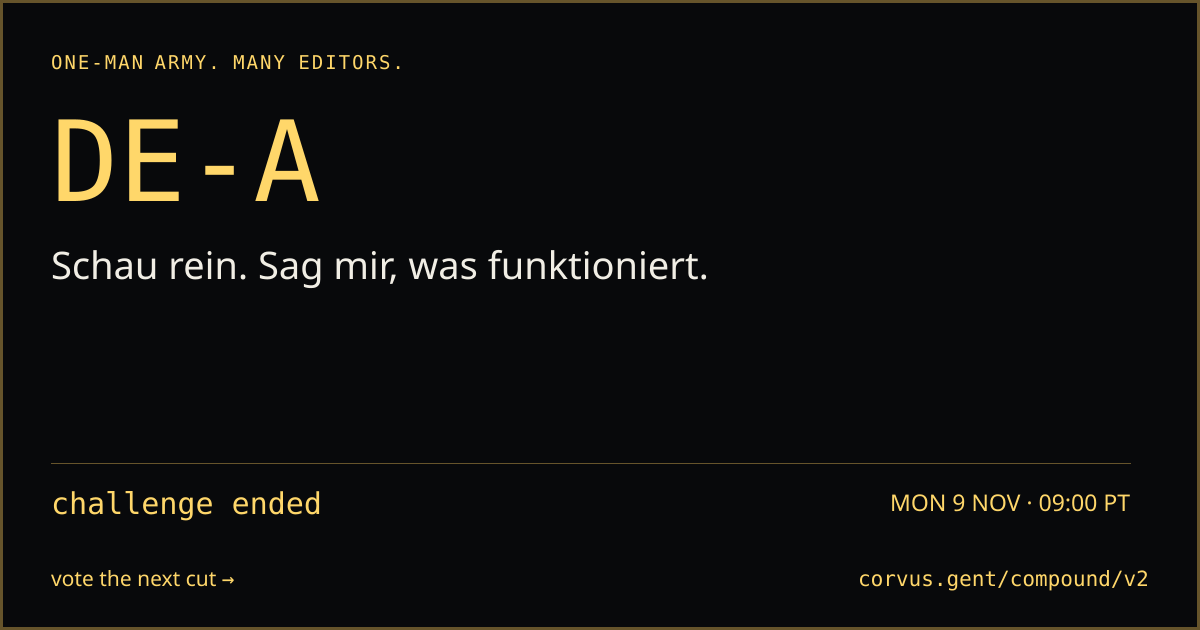 ONE-MAN ARMY. MANY EDITORS.
DE-A
Schau rein. Sag mir, was funktioniert.
challenge ended
MON 9 NOV · 09:00 PT
vote the next cut →
corvus.gent/compound/v2